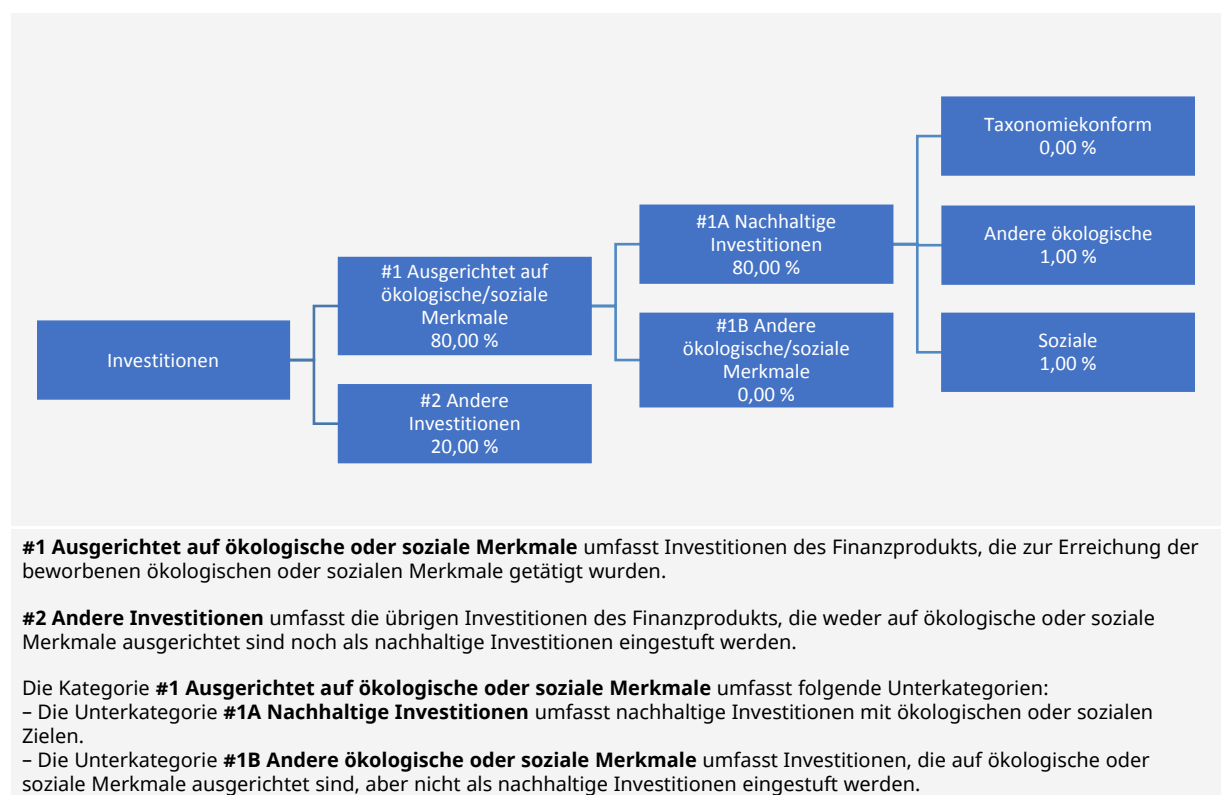 Investitionen
#1 Ausgerichtet auf
ökologische/soziale
Merkmale
80,00 %
#2 Andere
Investitionen
20,00 %
#1A Nachhaltige
Investitionen
80,00 %
#1B Andere
ökologische/soziale
Merkmale
0,00 %
Taxonomiekonform
0,00 %
Andere ökologische
1,00 %
Soziale
1,00 %
#1 Ausgerichtet auf ökologische oder soziale Merkmale umfasst Investitionen des Finanzprodukts, die zur Erreichung der
beworbenen ökologischen oder sozialen Merkmale getätigt wurden.
#2 Andere Investitionen umfasst die übrigen Investitionen des Finanzprodukts, die weder auf ökologische oder soziale
Merkmale ausgerichtet sind noch als nachhaltige Investitionen eingestuft werden.
Die Kategorie #1 Ausgerichtet auf ökologische oder soziale Merkmale umfasst folgende Unterkategorien:
– Die Unterkategorie #1A Nachhaltige Investitionen umfasst nachhaltige Investitionen mit ökologischen oder sozialen
Zielen.
– Die Unterkategorie #1B Andere ökologische oder soziale Merkmale umfasst Investitionen, die auf ökologische oder
soziale Merkmale ausgerichtet sind, aber nicht als nachhaltige Investitionen eingestuft werden.